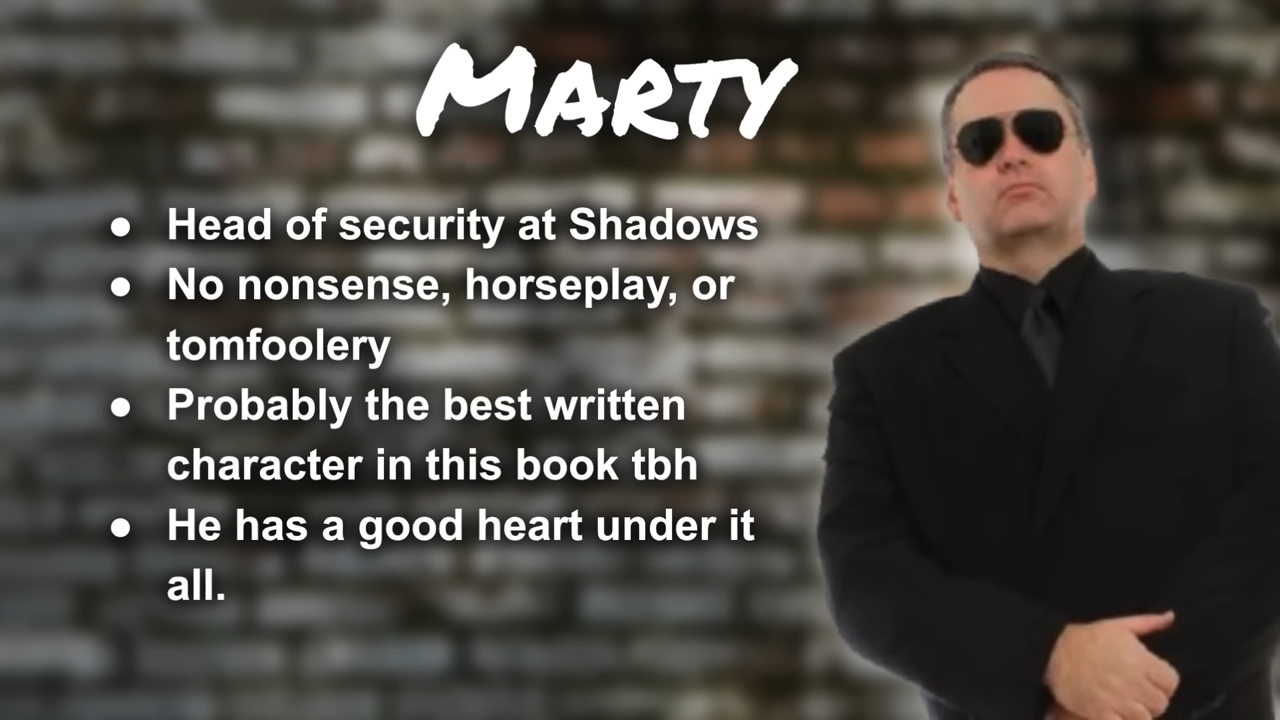 Marty
● Head of security at Shadows
● No nonsense, horseplay, or
tomfoolery
● Probably the best written
character in this book tbh
● He has a good heart under it
all.